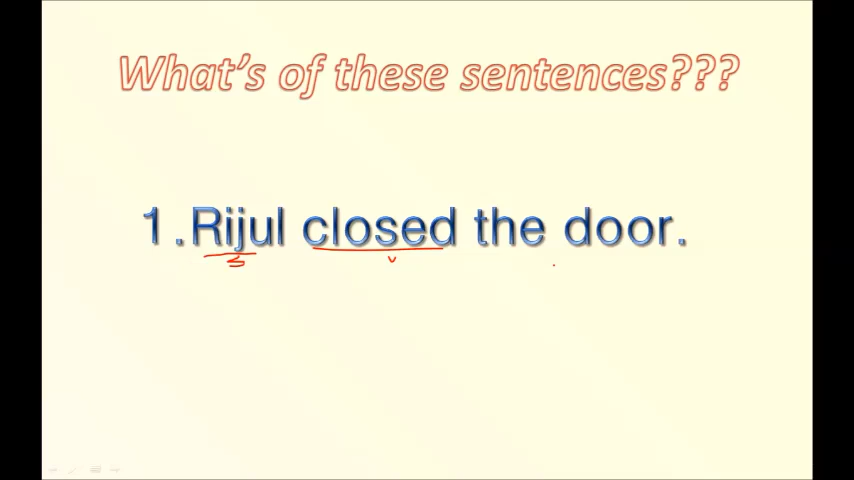 What's of these sentences???
1.Rijul closed the door.
S v